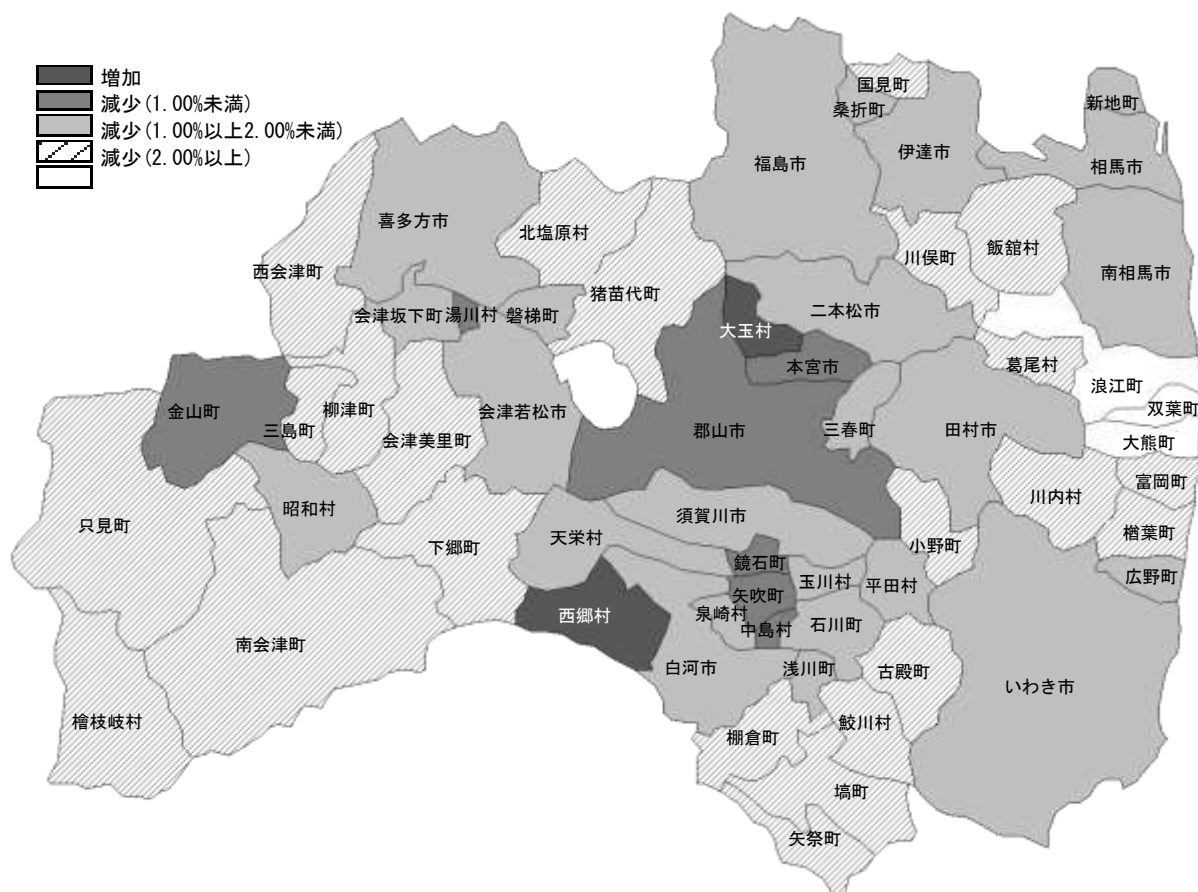 増加
減少(1.00%未満)
減少(1.00%以上2.00%未満)
減少(2.00%以上)
国見町
桑折町
新地町
伊達市
福島市
相馬市
喜多方市
北塩原村
川俣町
飯舘村
南相馬市
西会津町
猪苗代町
会津坂下町
湯川村
磐梯町
二本松市
大玉村
本宮市
葛尾村
浪江町
双葉町
金山町
三島町
柳津町
会津美里町
会津若松市
郡山市
三春町
田村市
大熊町
富岡町
川内村
只見町
昭和村
下郷町
天栄村
須賀川市
小野町
楢葉町
鏡石町
玉川村
平田村
広野町
西郷村
泉崎村
矢吹町
中島村
石川町
南会津町
白河市
浅川町
古殿町
いわき市
檜枝岐村
棚倉町
鮫川村
塙町
矢祭町